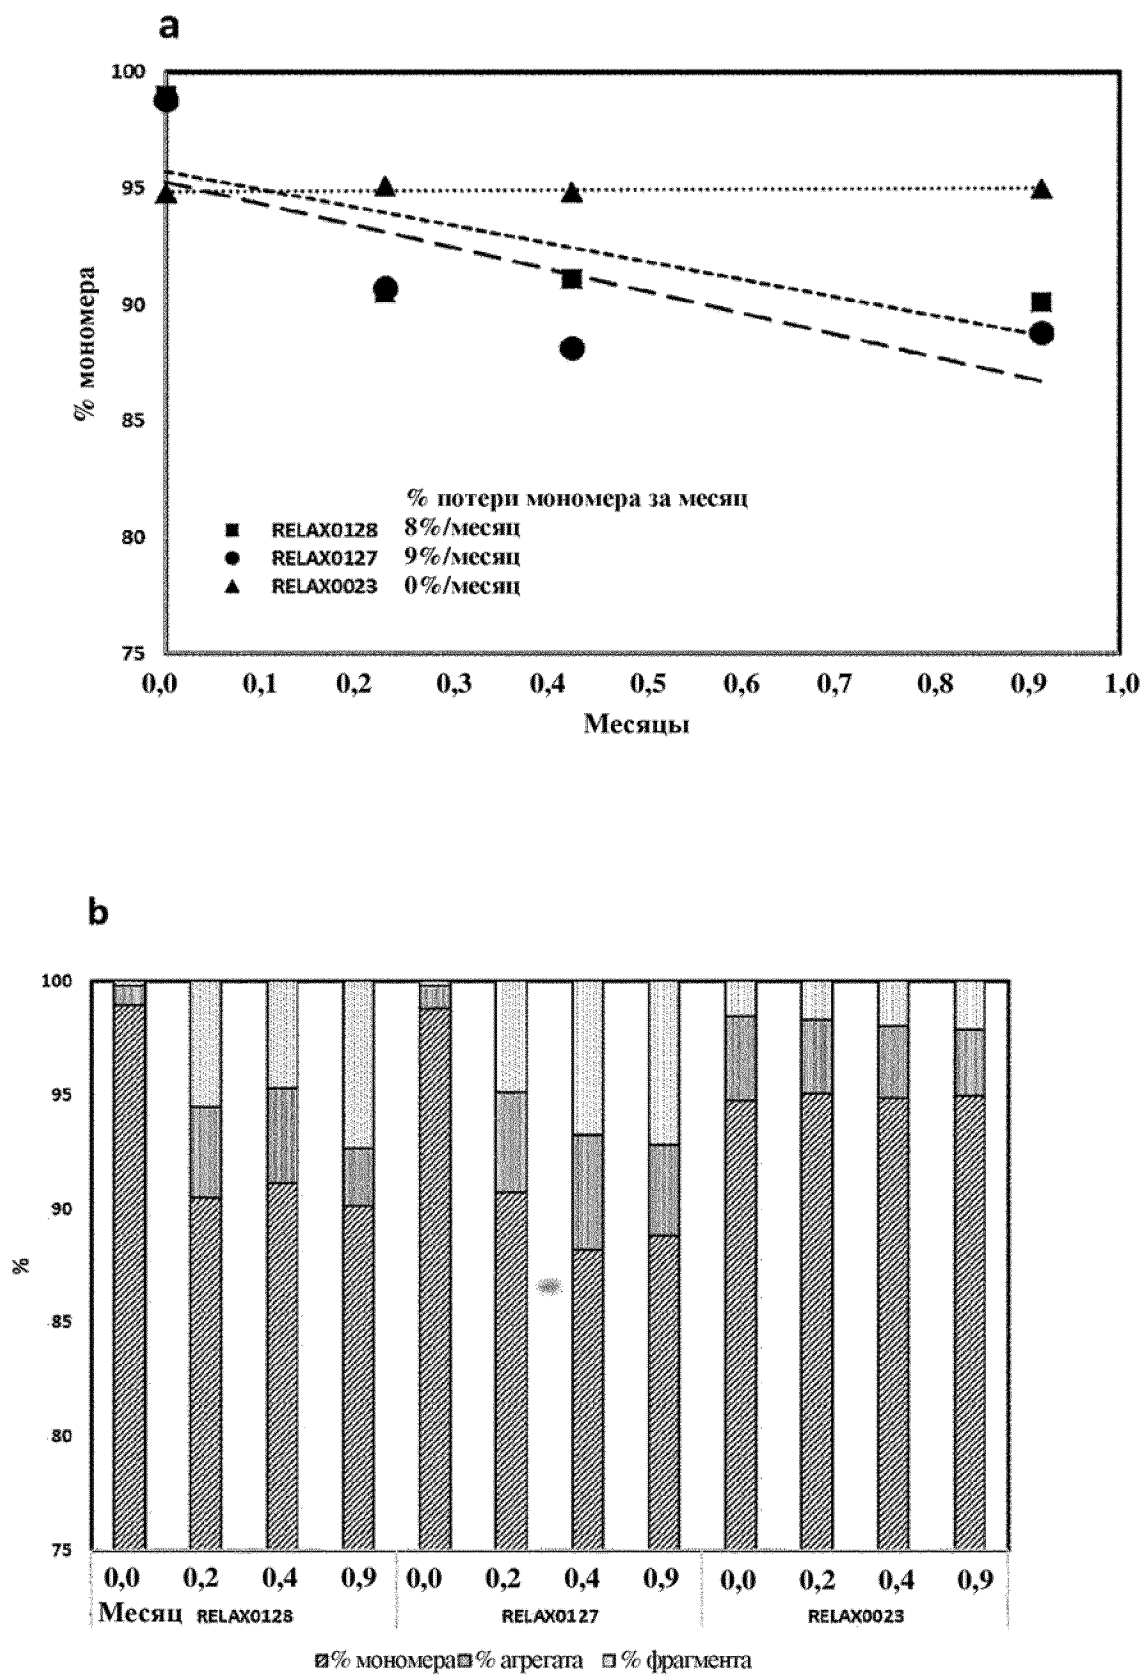 a
100
95
90
85
80
75
% мономера
% потери мономера за месяц
RELAX0128 8%/месяц
RELAX0127 9%/месяц
RELAX0023 0%/месяц
0,0 0,1 0,2 0,3 0,4 0,5 0,6 0,7 0,8 0,9 1,0
Месяцы
b
100
95
90
85
80
75
%
0,0 0,2 0,4 0,9 0,0 0,2 0,4 0,9 0,0 0,2 0,4 0,9
Месяц RELAX0128 RELAX0127 RELAX0023
% мономера % агрегата % фрагмента